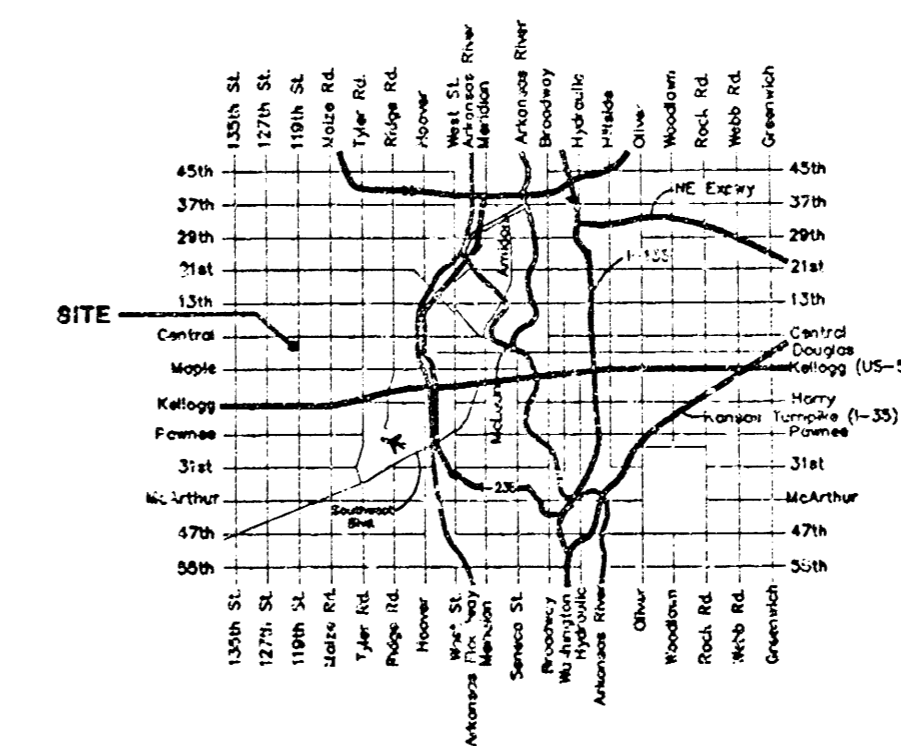 135th St.
127th St.
119th St.
Maize Rd.
Tyler Rd.
Ridge Rd.
Hoover
West St.
Arkansas River
Meridian
Arkansas River
Broadway
Hydraulic
Hillside
Oliver
Woodlawn
Rock Rd.
Webb Rd.
Greenwich
45th
37th
29th
21st
13th
Central
Maple
Kellogg
Pawnee
31st
McArthur
47th
55th
SITE
Amidon
McLean
NE Expwy
235
Southwest
Blvd.
45th
37th
29th
21st
13th
Central
Douglas
Kellogg (US-5
Harry
Kansas Turnpike (I-35)
Pawnee
31st
McArthur
47th
55th
135th St.
127th St.
119th St.
Maize Rd.
Tyler Rd.
Ridge Rd.
Hoover
West St.
Arkansas
Meridian
Seneca St.
Broadway
Washington
Hydraulic
Arkansas River
Oliver
Woodlawn
Rock Rd.
Webb Rd.
Greenwich